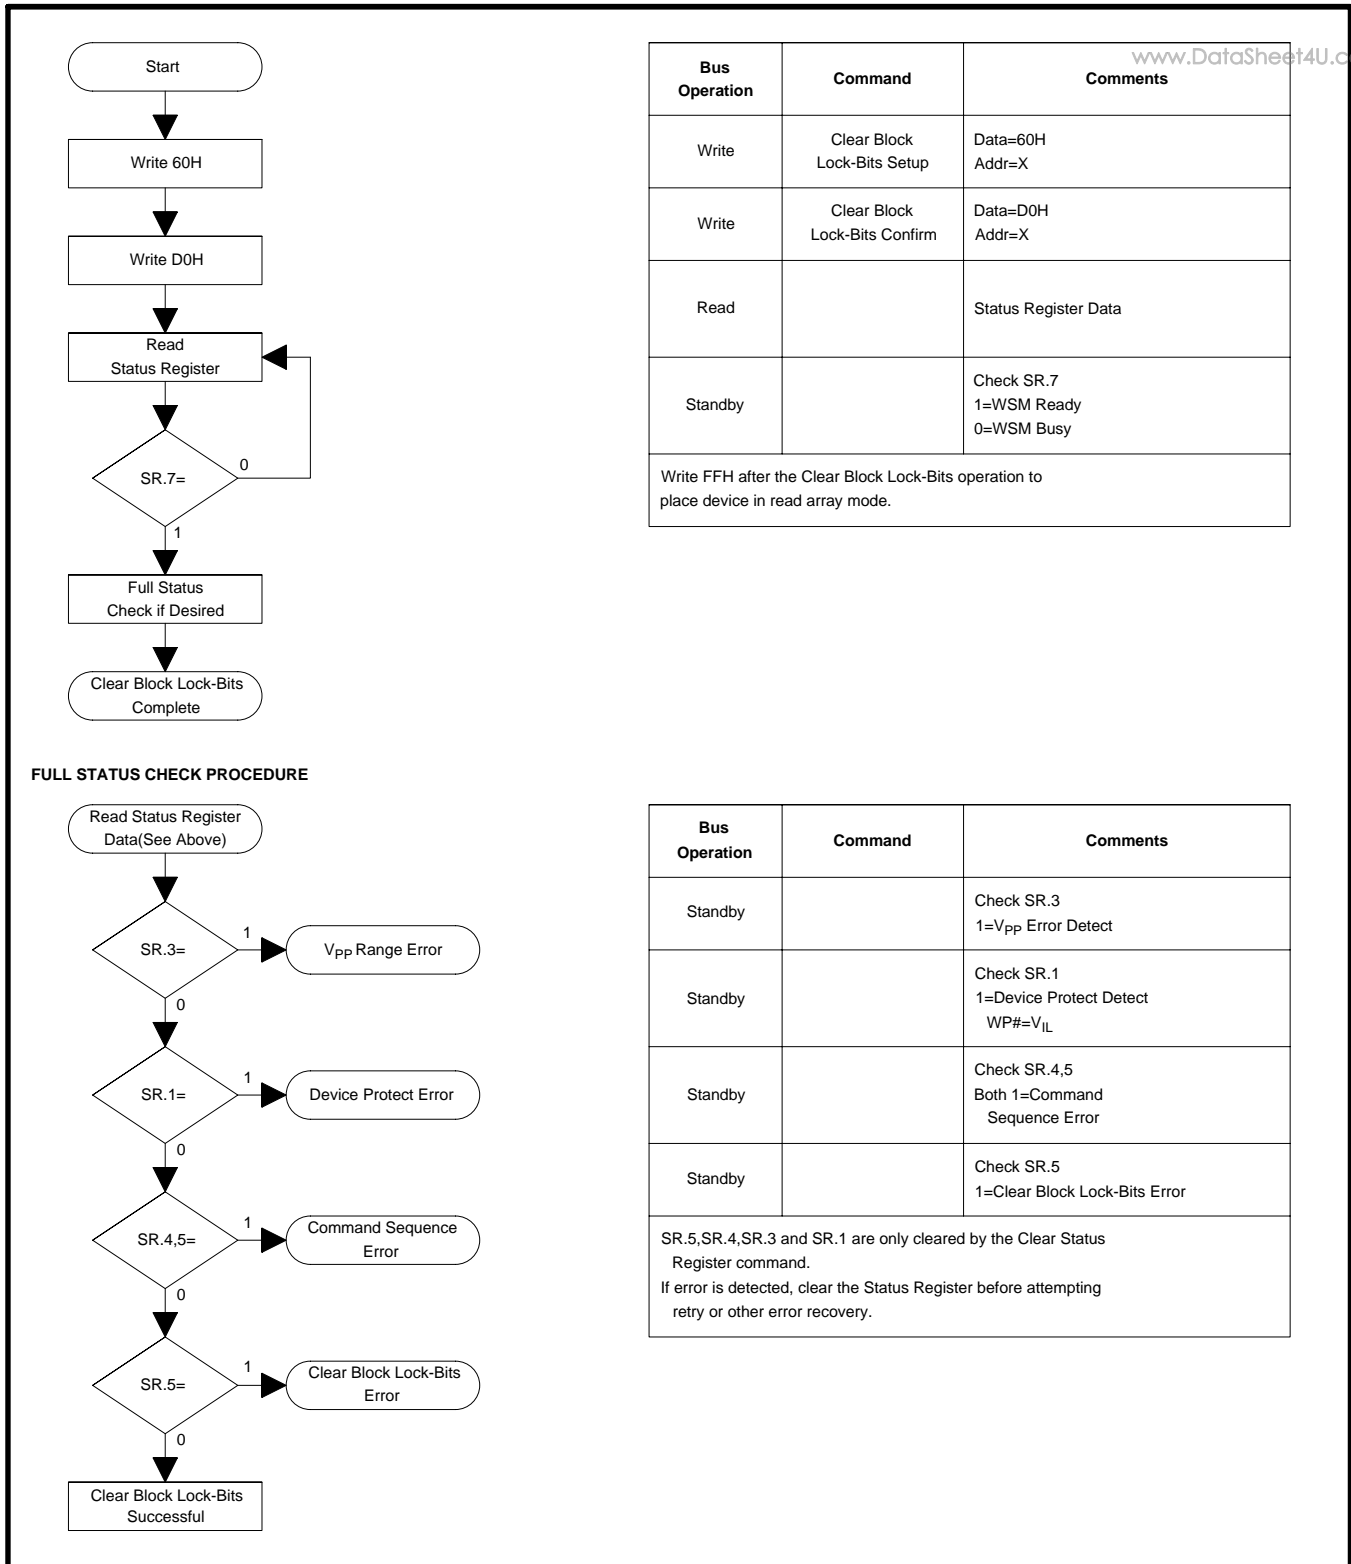 www.DataSheet4U.c
Start
Write 60H
Write D0H
Read
Status Register
SR.7=
0
1
Full Status
Check if Desired
Clear Block Lock-Bits
Complete
Bus
Operation
Command
Comments
Write
Clear Block
Lock-Bits Setup
Data=60H
Addr=X
Write
Clear Block
Lock-Bits Confirm
Data=D0H
Addr=X
Read
Status Register Data
Standby
Check SR.7
1=WSM Ready
0=WSM Busy
Write FFH after the Clear Block Lock-Bits operation to
place device in read array mode.
FULL STATUS CHECK PROCEDURE
Read Status Register
Data(See Above)
SR.3=
1
VPP Range Error
0
SR.1=
1
Device Protect Error
0
SR.4,5=
1
Command Sequence
Error
0
SR.5=
1
Clear Block Lock-Bits
Error
0
Clear Block Lock-Bits
Successful
Bus
Operation
Command
Comments
Standby
Check SR.3
1=VPP Error Detect
Standby
Check SR.1
1=Device Protect Detect
WP#=VIL
Standby
Check SR.4,5
Both 1=Command
Sequence Error
Standby
Check SR.5
1=Clear Block Lock-Bits Error
SR.5,SR.4,SR.3 and SR.1 are only cleared by the Clear Status
Register command.
If error is detected, clear the Status Register before attempting
retry or other error recovery.